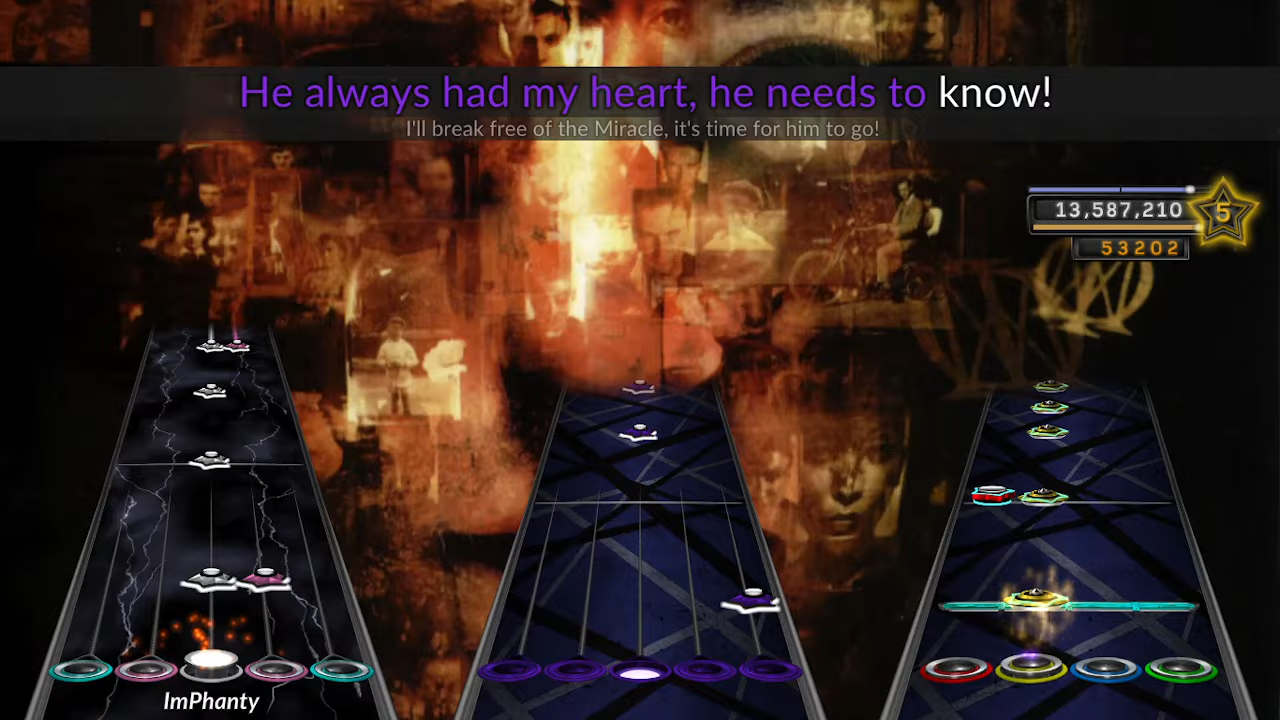 He always had my heart, he needs to know!
I'll break free of the Miracle, it's time for him to go!
13,587,210
5
53202
ImPhanty